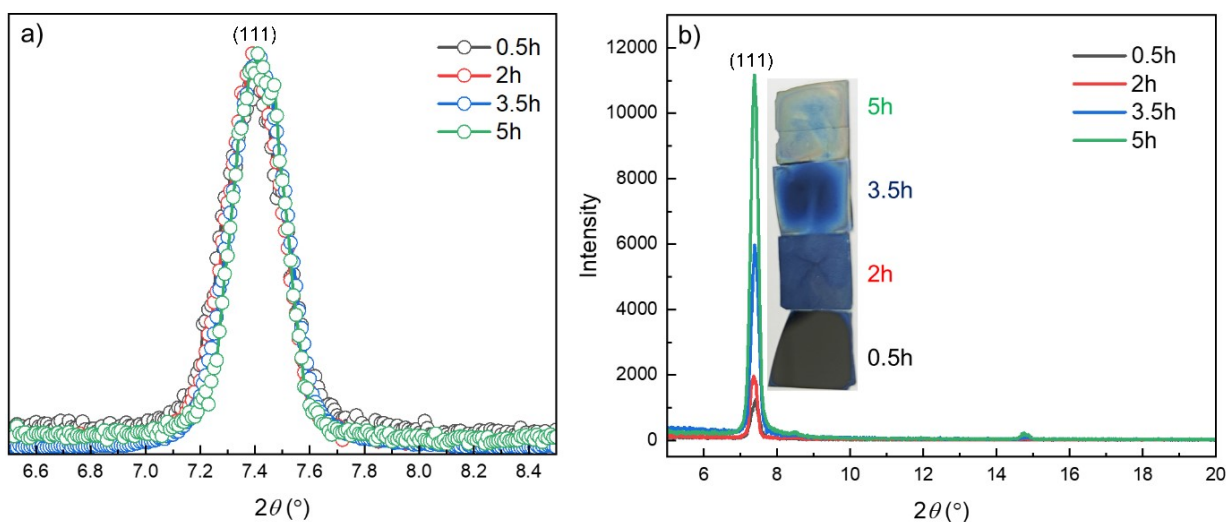 a)
(111)
0.5h
2h
3.5h
5h
6.6 6.8 7.0 7.2 7.4 7.6 7.8 8.0 8.2 8.4
2θ (°)
b)
(111)
0.5h
2h
3.5h
5h
5h
3.5h
2h
0.5h
Intensity
12000
10000
8000
6000
4000
2000
0
6 8 10 12 14 16 18 20
2θ (°)